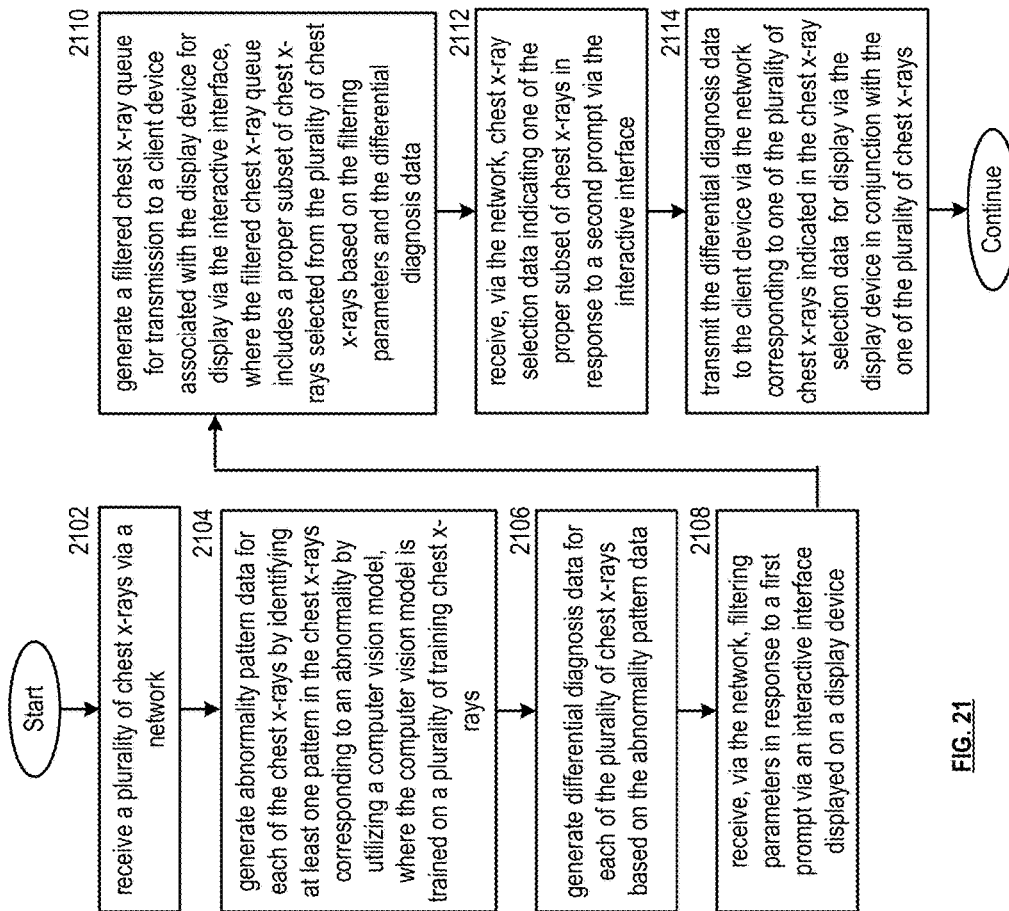 Start
2102
receive a plurality of chest x-rays via a
network
2104
generate abnormality pattern data for
each of the chest x-rays by identifying
at least one pattern in the chest x-rays
corresponding to an abnormality by
utilizing a computer vision model,
where the computer vision model is
trained on a plurality of training chest x-
rays
2106
generate differential diagnosis data for
each of the plurality of chest x-rays
based on the abnormality pattern data
2108
receive, via the network, filtering
parameters in response to a first
prompt via an interactive interface
displayed on a display device
2110
generate a filtered chest x-ray queue
for transmission to a client device
associated with the display device for
display via the interactive interface,
where the filtered chest x-ray queue
includes a proper subset of chest x-
rays selected from the plurality of chest
x-rays based on the filtering
parameters and the differential
diagnosis data
2112
receive, via the network, chest x-ray
selection data indicating one of the
proper subset of chest x-rays in
response to a second prompt via the
interactive interface
2114
transmit the differential diagnosis data
to the client device via the network
corresponding to one of the plurality of
chest x-rays indicated in the chest x-ray
selection data for display via the
display device in conjunction with the
one of the plurality of chest x-rays
Continue
FIG. 21